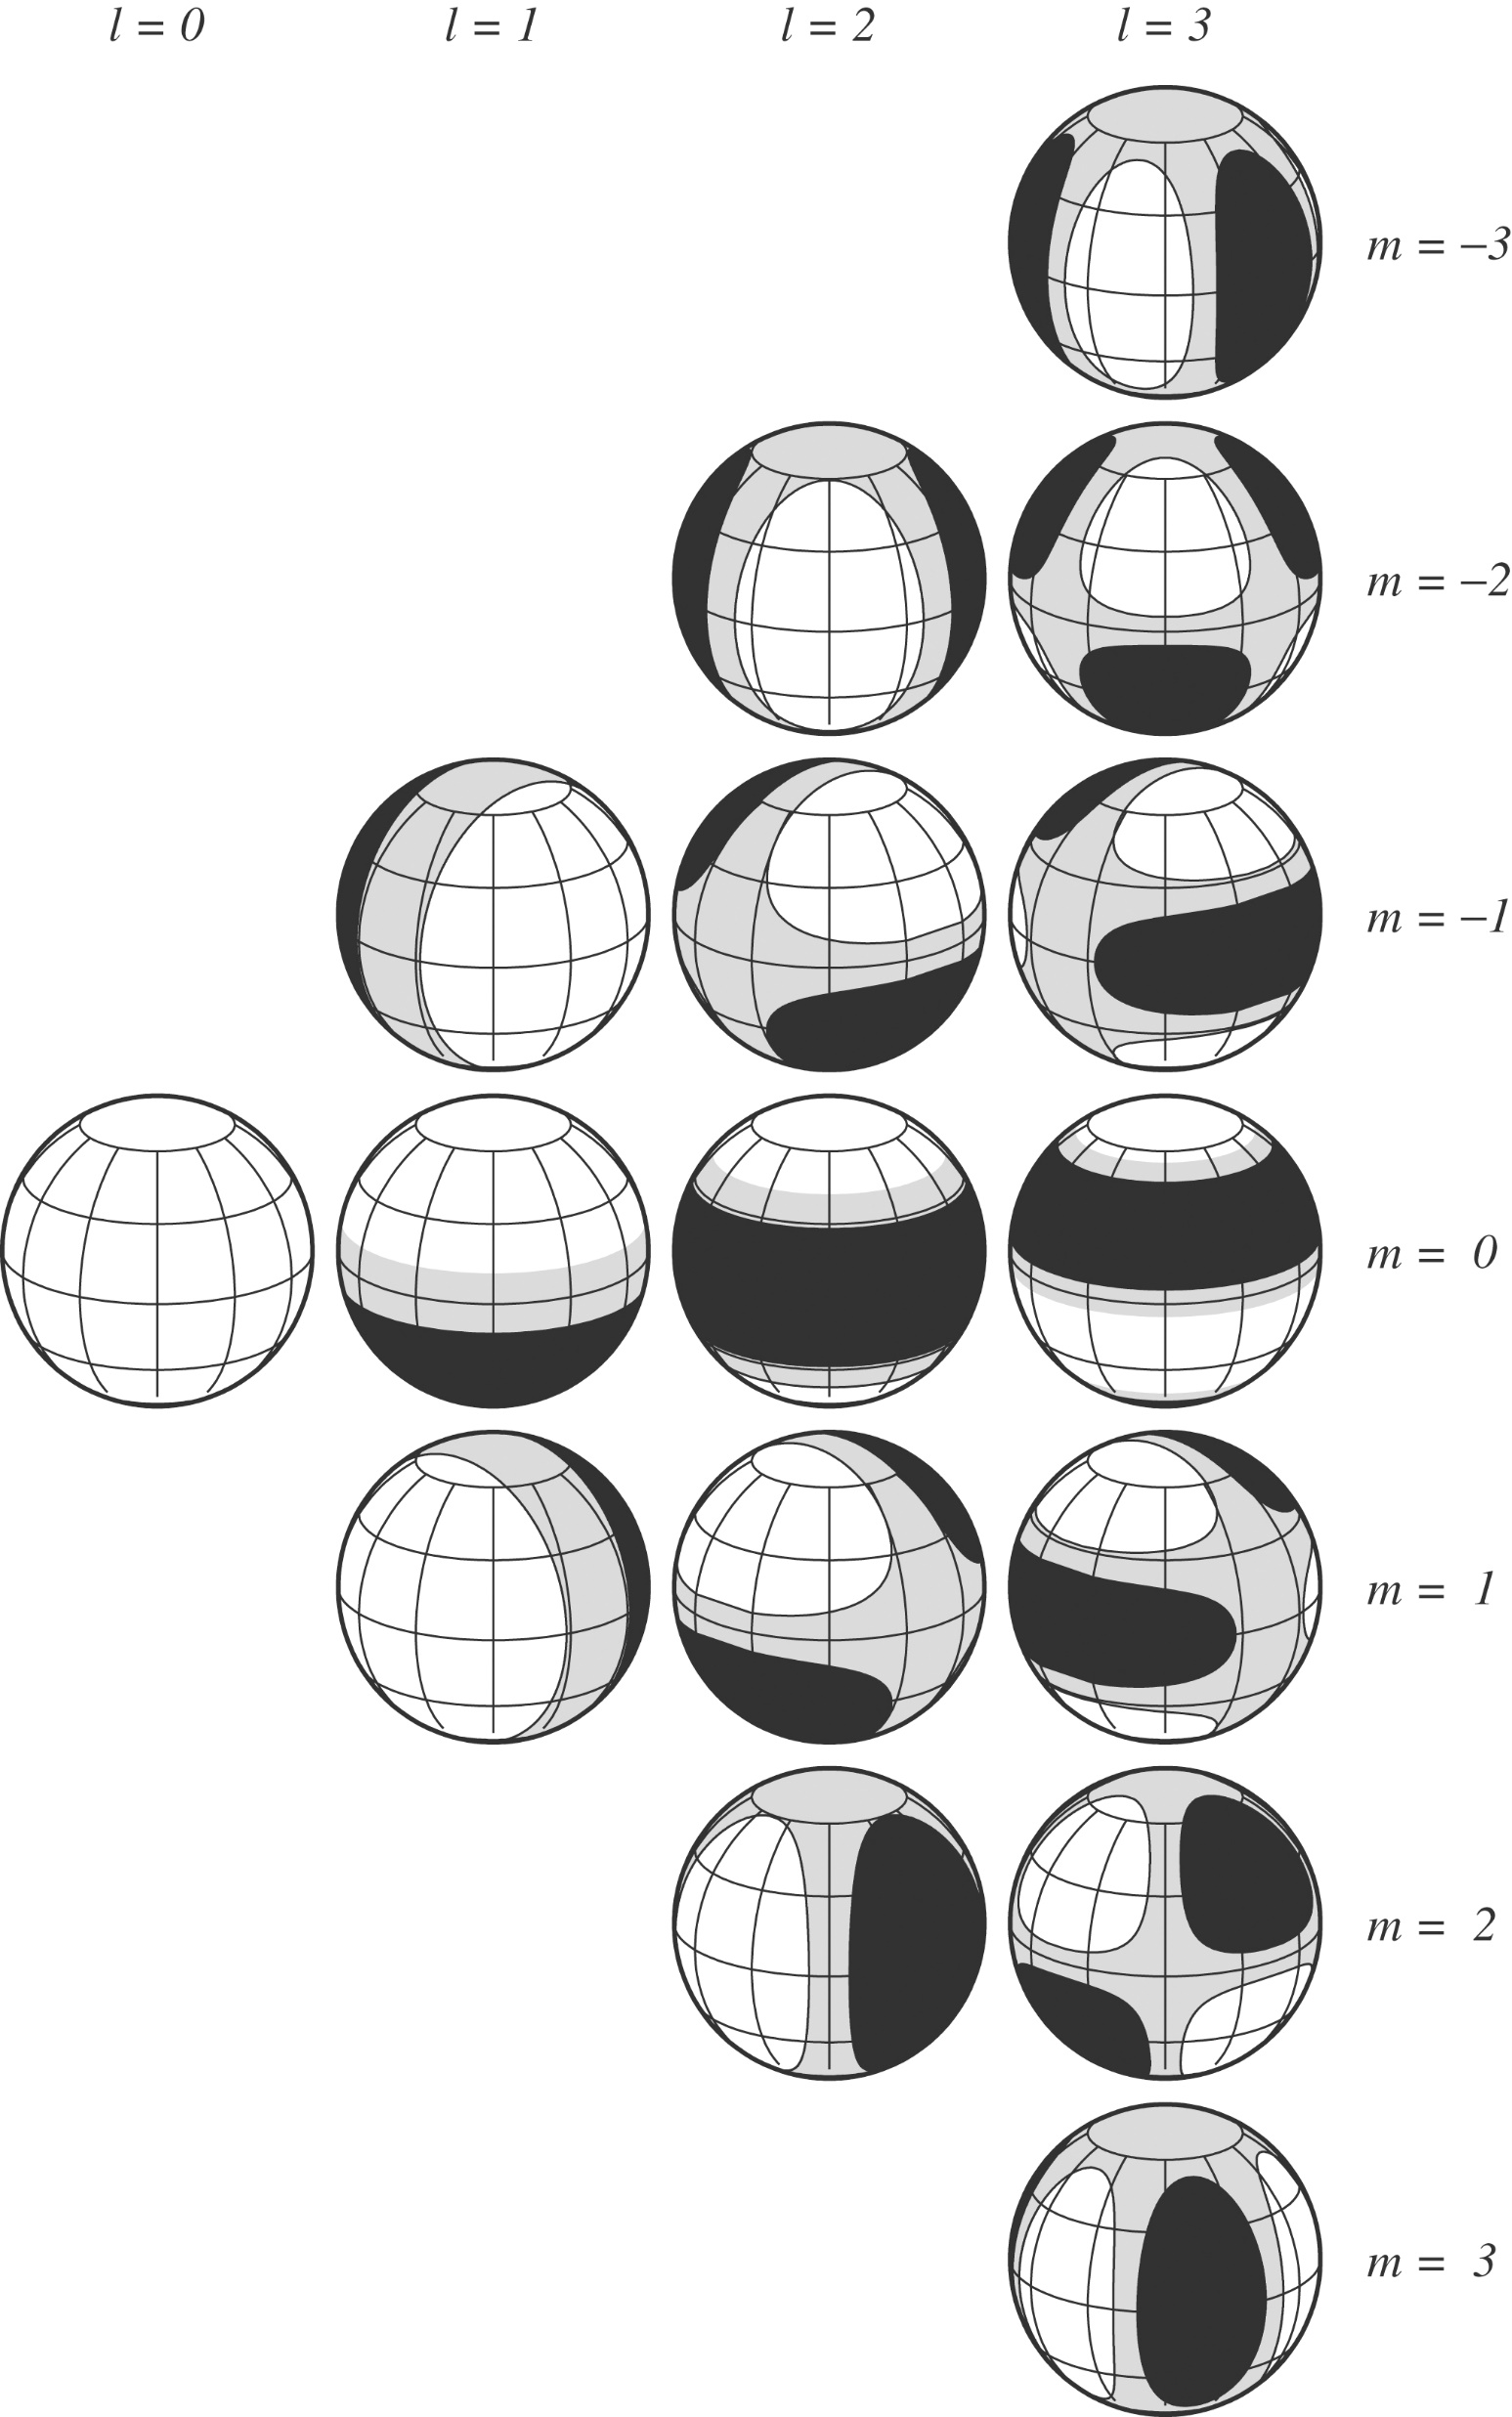 l = 0 l = 1 l = 2 l = 3
m = −3
m = −2
m = −1
m = 0
m = 1
m = 2
m = 3